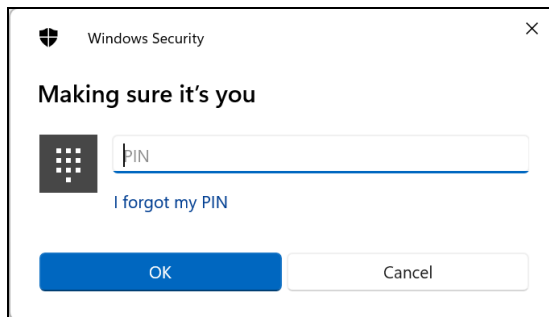 Windows Security
Making sure it’s you
PIN
I forgot my PIN
OK
Cancel